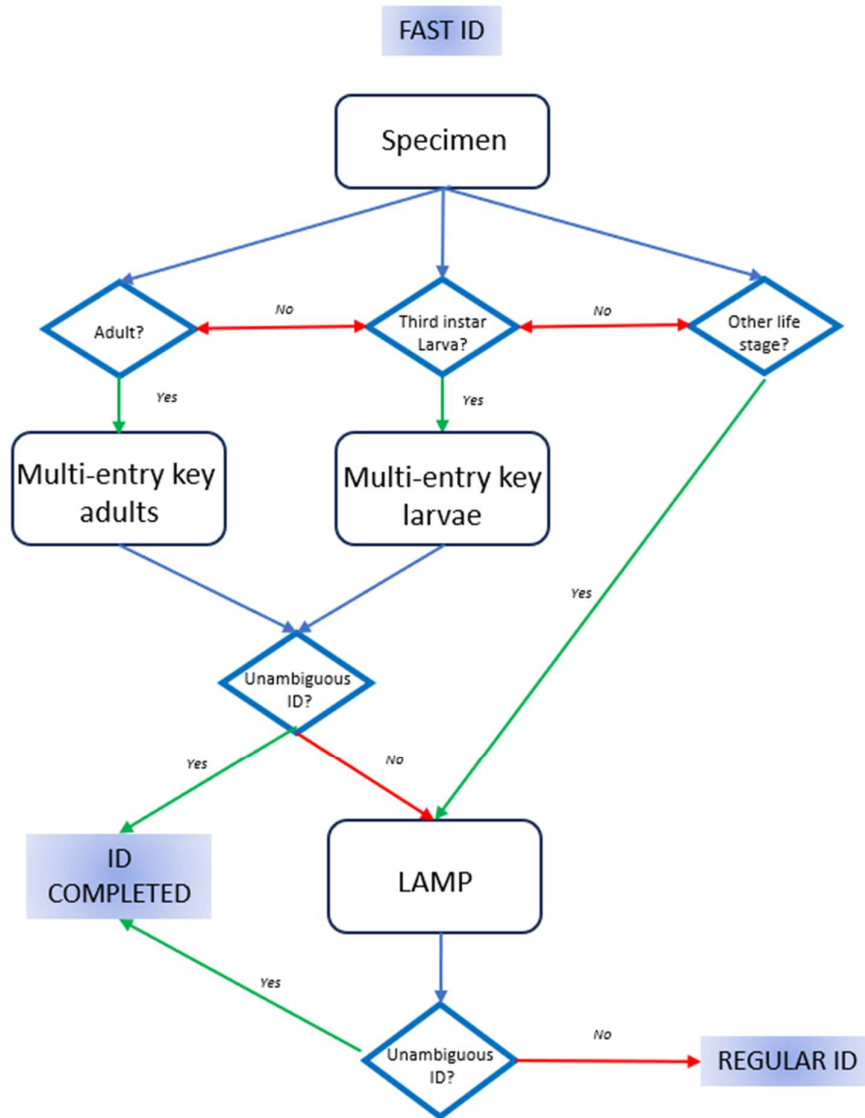 FAST ID
Specimen
Adult?
No
Third instar
Larva?
No
Other life
stage?
Yes
Yes
Multi-entry key
adults
Multi-entry key
larvae
Yes
Unambiguous
ID?
Yes
No
ID
COMPLETED
LAMP
Yes
Unambiguous
ID?
No
REGULAR ID